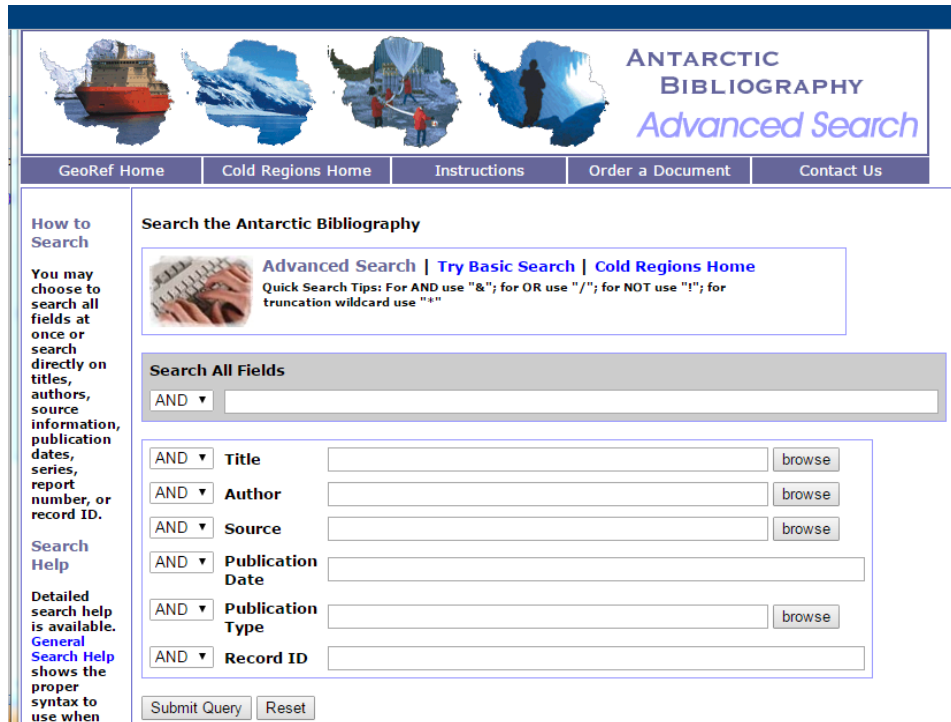 ANTARCTIC
BIBLIOGRAPHY
Advanced Search
GeoRef Home
Cold Regions Home
Instructions
Order a Document
Contact Us
How to
Search
You may
choose to
search all
fields at
once or
search
directly on
titles,
authors,
source
information,
publication
dates,
series,
report
number, or
record ID.
Search
Help
Detailed
search help
is available.
General
Search Help
shows the
proper
syntax to
use when
Search the Antarctic Bibliography
Advanced Search | Try Basic Search | Cold Regions Home
Quick Search Tips: For AND use "&"; for OR use "/"; for NOT use "!"; for
truncation wildcard use "*"
Search All Fields
AND
AND Title browse
AND Author browse
AND Source browse
AND Publication
Date
AND Publication
Type browse
AND Record ID
Submit Query Reset